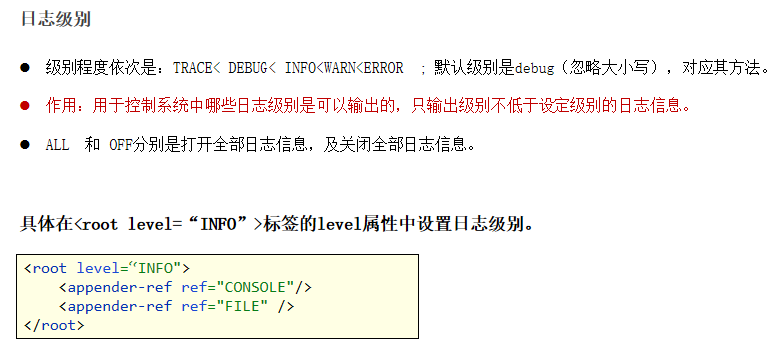 日志级别
● 级别程度依次是：TRACE< DEBUG< INFO<WARN<ERROR ; 默认级别是debug（忽略大小写），对应其方法。
● 作用：用于控制系统中哪些日志级别是可以输出的，只输出级别不低于设定级别的日志信息。
● ALL 和 OFF分别是打开全部日志信息，及关闭全部日志信息。
具体在<root level=“INFO”>标签的level属性中设置日志级别。
<root level=“INFO">
<appender-ref ref="CONSOLE"/>
<appender-ref ref="FILE" />
</root>